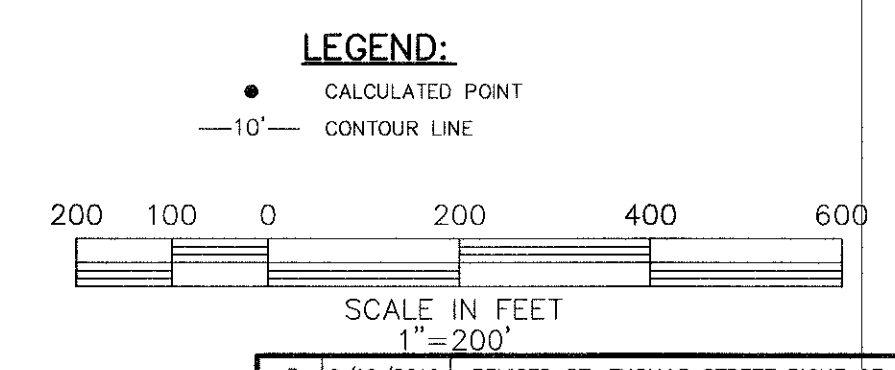 LEGEND:
CALCULATED POINT
—10'— CONTOUR LINE
200 100 0 200 400 600
SCALE IN FEET
1"=200'